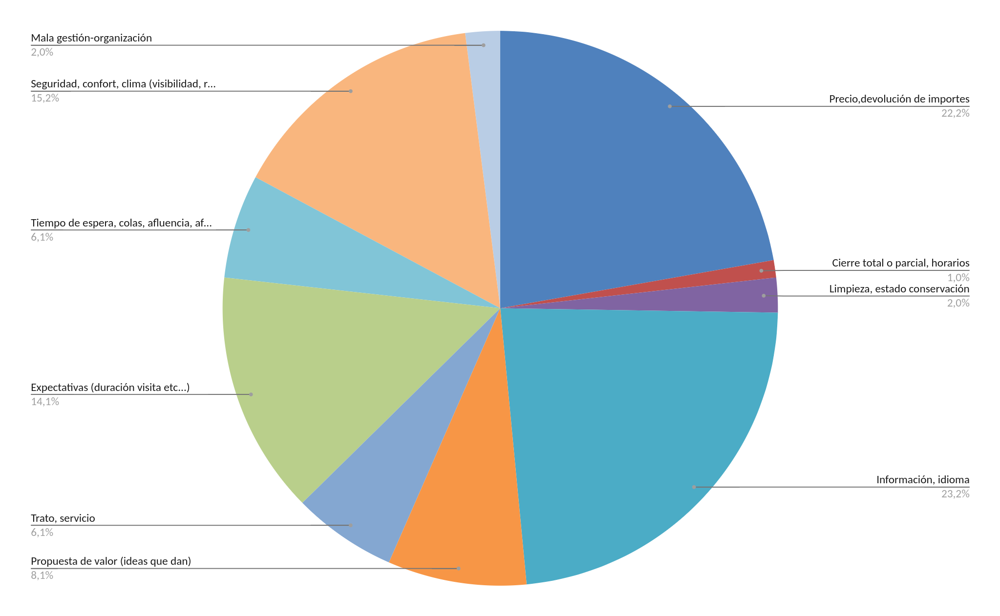 Mala gestión-organización
2,0%
Seguridad, confort, clima (visibilidad, r...
15,2%
Precio,devolución de importes
22,2%
Tiempo de espera, colas, afluencia, af...
6,1%
Cierre total o parcial, horarios
1,0%
Limpieza, estado conservación
2,0%
Expectativas (duración visita etc...)
14,1%
Información, idioma
23,2%
Trato, servicio
6,1%
Propuesta de valor (ideas que dan)
8,1%